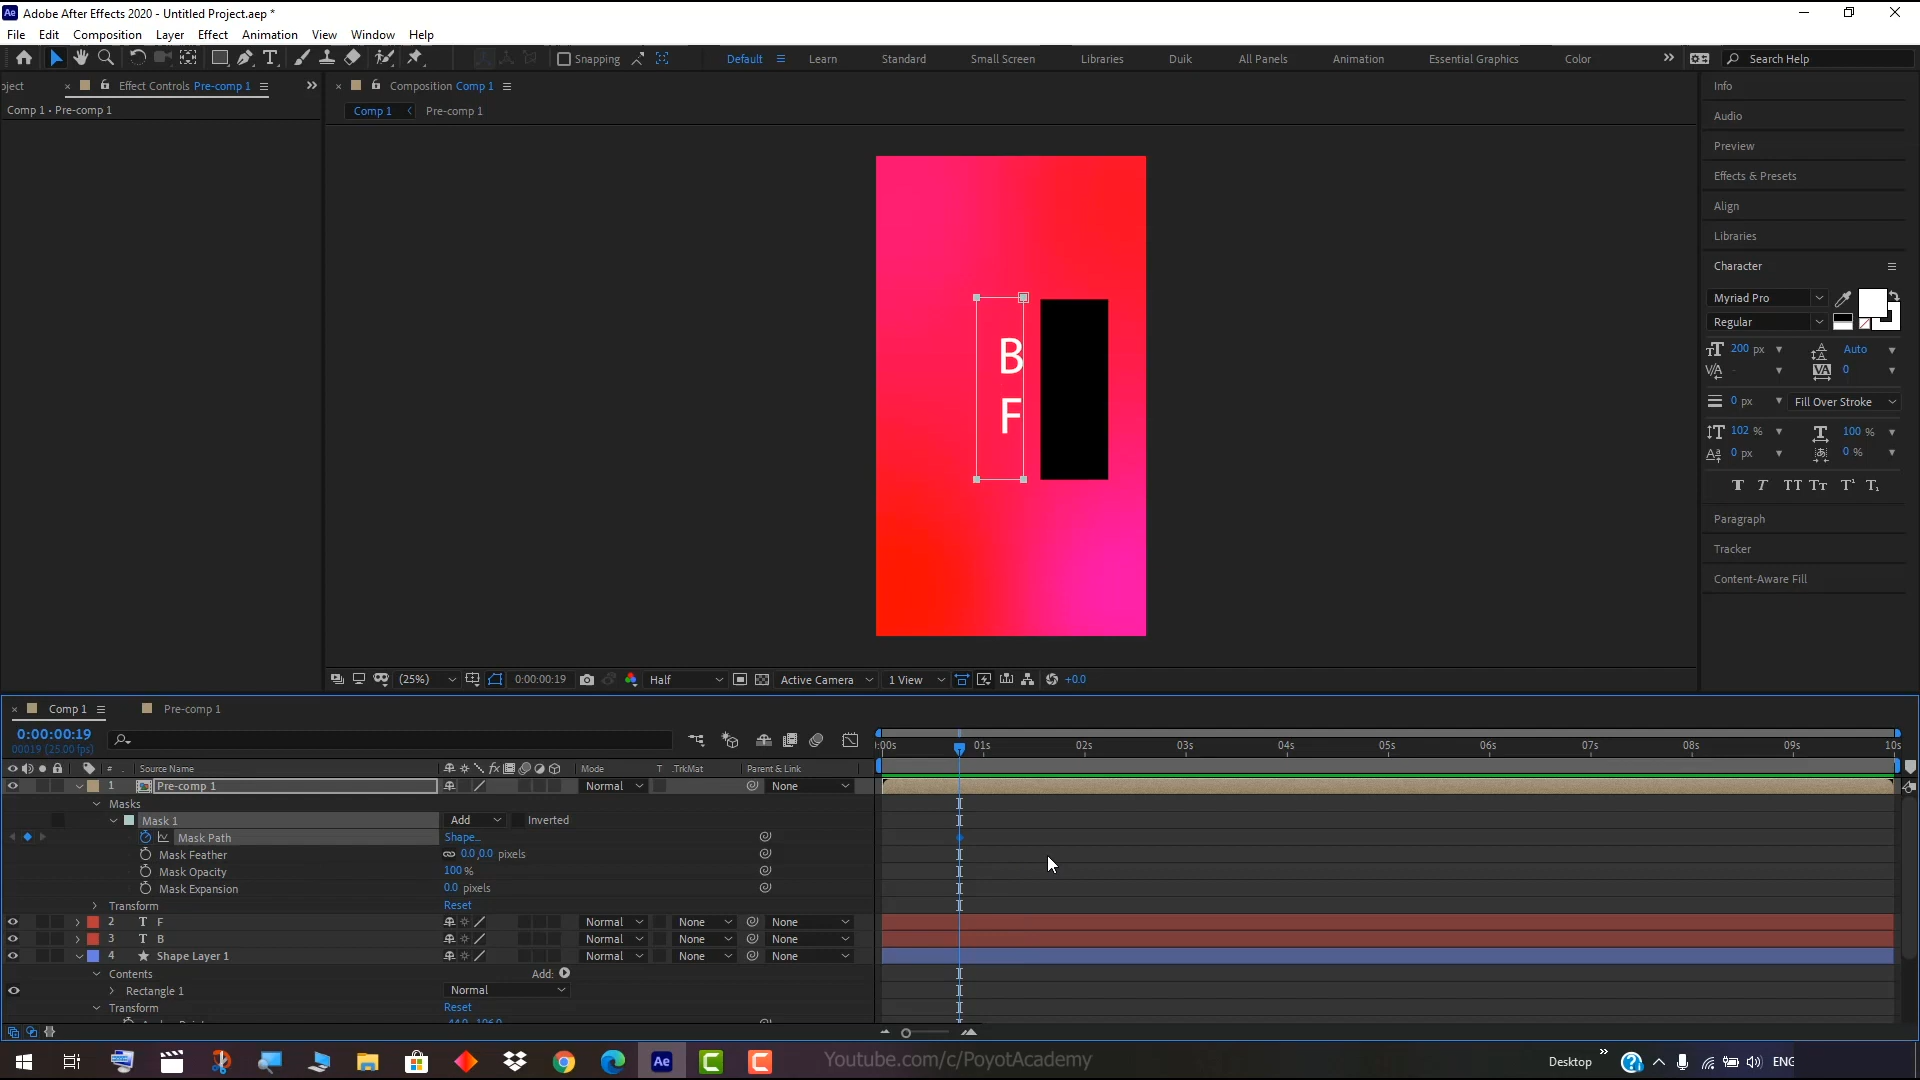 Adobe After Effects 2020 - Untitled Project.aep *
File Edit Composition Layer Effect Animation View Window Help
Snapping Default Learn Standard Small Screen Libraries Duik All Panels Animation Essential Graphics Color Search Help
oject Effect Controls Pre-comp 1 Composition Comp 1
Comp 1 • Pre-comp 1
Comp 1 Pre-comp 1
B
F
Info
Audio
Preview
Effects & Presets
Align
Libraries
Character
Myriad Pro
Regular
200 px Auto
0
0 px Fill Over Stroke
102 % 100 %
0 px 0 %
Paragraph
Tracker
Content-Aware Fill
(25%) 0:00:00:19 Half Active Camera 1 View +0.0
Comp 1 Pre-comp 1
0:00:00:19
00019 (25.00 fps)
:00s 01s 02s 03s 04s 05s 06s 07s 08s 09s 10s
# Source Name Mode T .TrkMat Parent & Link
1 Pre-comp 1 Normal None
Masks
Mask 1 Add Inverted
Mask Path Shape...
Mask Feather 0.0,0.0 pixels
Mask Opacity 100 %
Mask Expansion 0.0 pixels
Transform Reset
2 T F Normal None None
3 T B Normal None None
4 Shape Layer 1 Normal None None
Contents Add:
Rectangle 1 Normal
Transform Reset
Youtube.com/c/PoyotAcademy
Desktop ENG